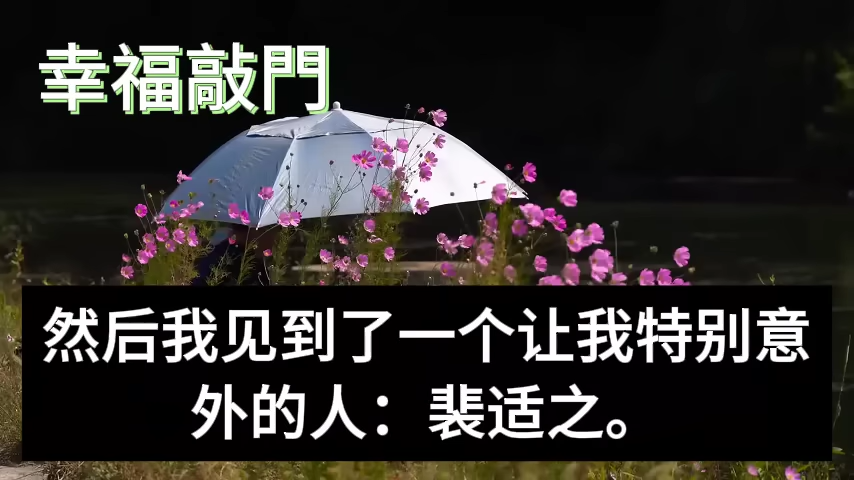 幸福敲門
然后我见到了一个让我特别意
外的人：裴适之。